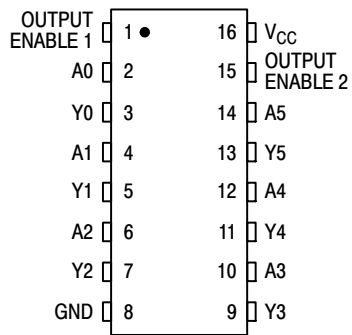 OUTPUT
ENABLE 1 1 16 VCC
A0 2 15 OUTPUT
ENABLE 2
Y0 3 14 A5
A1 4 13 Y5
Y1 5 12 A4
A2 6 11 Y4
Y2 7 10 A3
GND 8 9 Y3